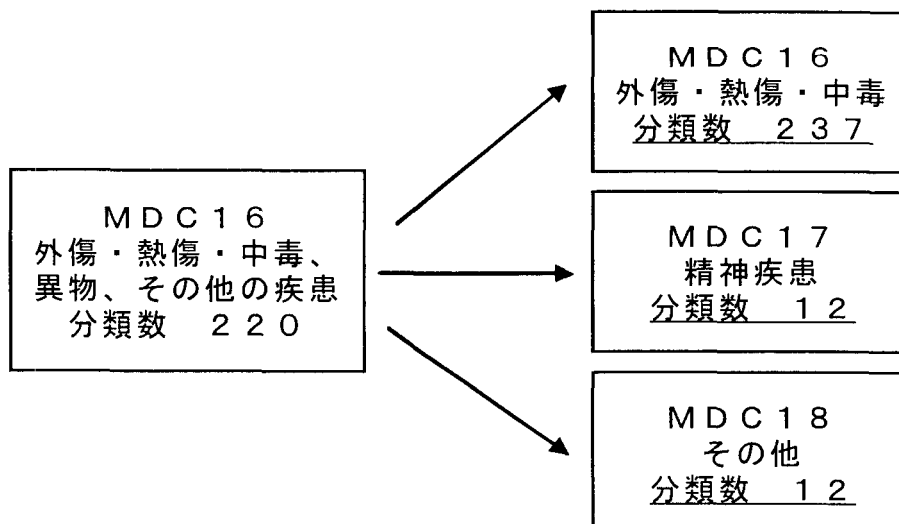 ＭＤＣ１６
外傷・熱傷・中毒、
異物、その他の疾患
分類数　２２０
ＭＤＣ１６
外傷・熱傷・中毒
分類数　２３７
ＭＤＣ１７
精神疾患
分類数　１２
ＭＤＣ１８
その他
分類数　１２